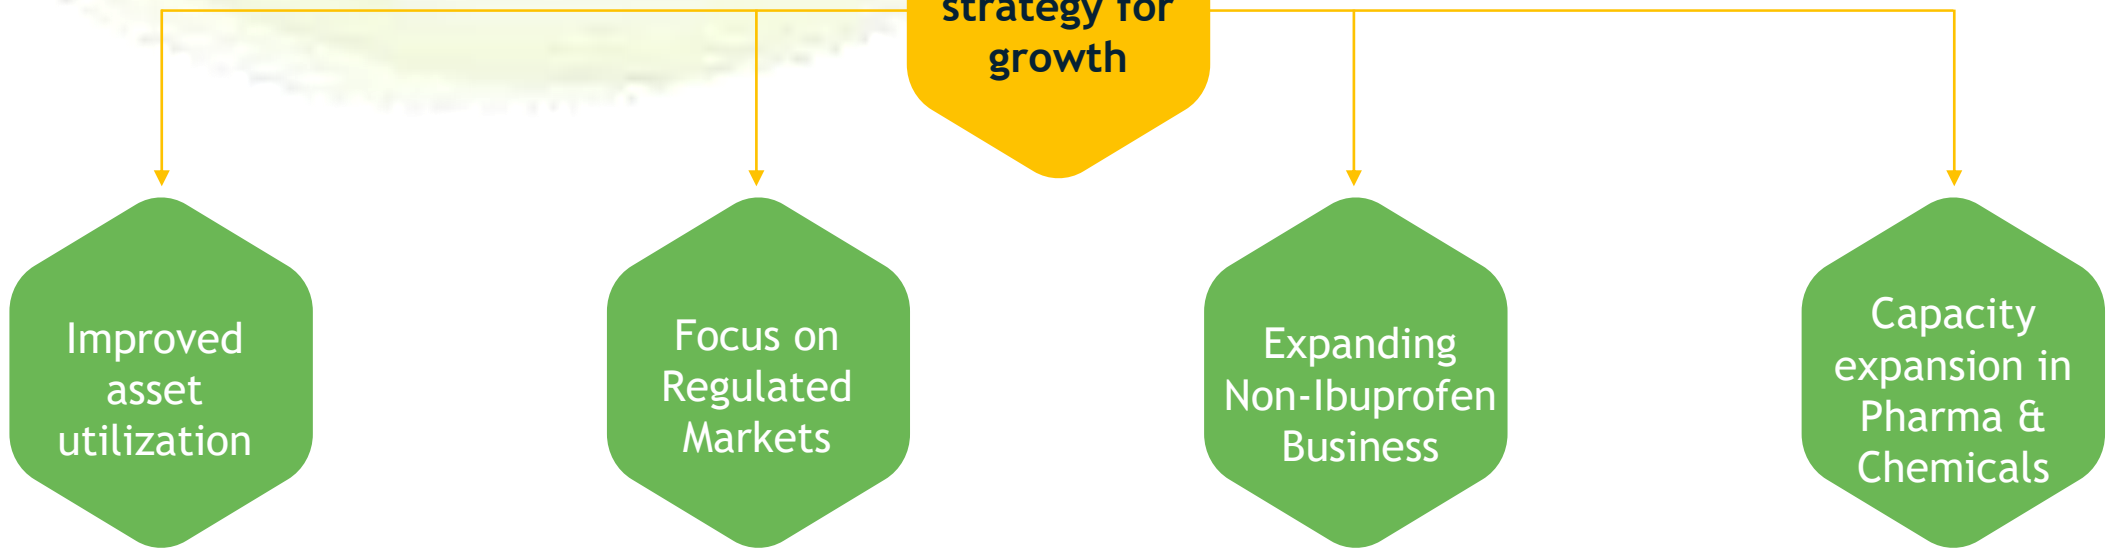 strategy for
growth
Improved
asset
utilization
Focus on
Regulated
Markets
Expanding
Non-Ibuprofen
Business
Capacity
expansion in
Pharma &
Chemicals